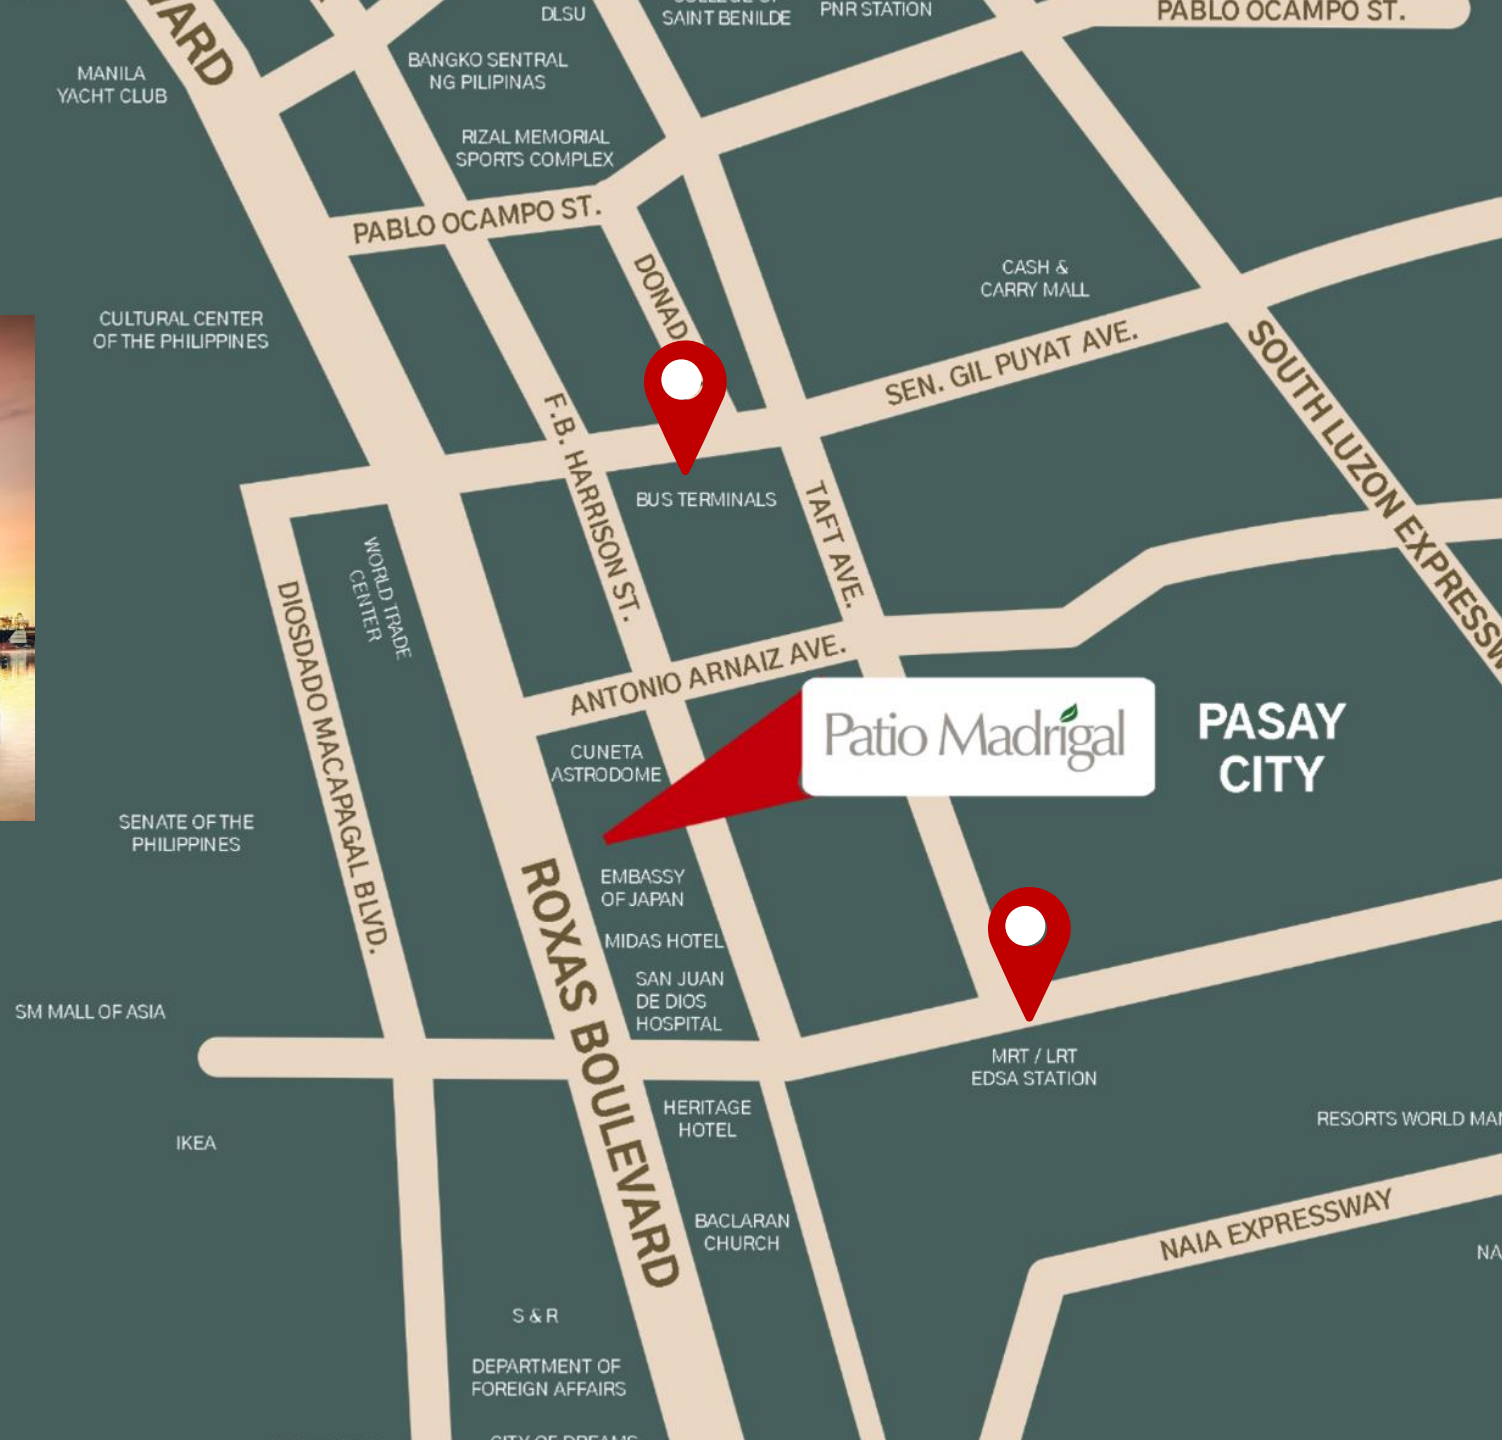 DLSU
SAINT BENILDE
PNR STATION
PABLO OCAMPO ST.
MANILA
YACHT CLUB
BANGKO SENTRAL
NG PILIPINAS
RIZAL MEMORIAL
SPORTS COMPLEX
PABLO OCAMPO ST.
CASH &
CARRY MALL
CULTURAL CENTER
OF THE PHILIPPINES
SEN. GIL PUYAT AVE.
F.B. HARRISON ST.
BUS TERMINALS
TAFT AVE.
WORLD TRADE
CENTER
DIOSDADO MACAPAGAL BLVD.
ANTONIO ARNAIZ AVE.
Patio Madrigal
PASAY
CITY
CUNETA
ASTRODOME
SENATE OF THE
PHILIPPINES
EMBASSY
OF JAPAN
MIDAS HOTEL
SAN JUAN
DE DIOS
HOSPITAL
ROXAS BOULEVARD
SM MALL OF ASIA
MRT / LRT
EDSA STATION
HERITAGE
HOTEL
RESORTS WORLD
IKEA
BACLARAN
CHURCH
NAIA EXPRESSWAY
S & R
DEPARTMENT OF
FOREIGN AFFAIRS
CITY OF DREAMS
SOUTH LUZON